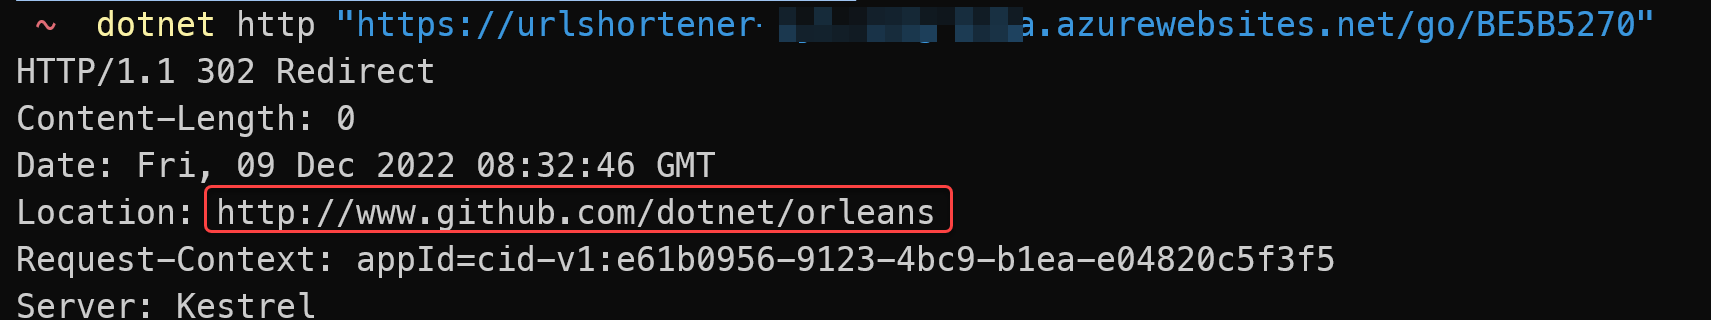 ~ dotnet http "https://urlshortener- a.azurewebsites.net/go/BE5B5270"
HTTP/1.1 302 Redirect
Content-Length: 0
Date: Fri, 09 Dec 2022 08:32:46 GMT
Location: http://www.github.com/dotnet/orleans
Request-Context: appId=cid-v1:e61b0956-9123-4bc9-b1ea-e04820c5f3f5
Server: Kestrel